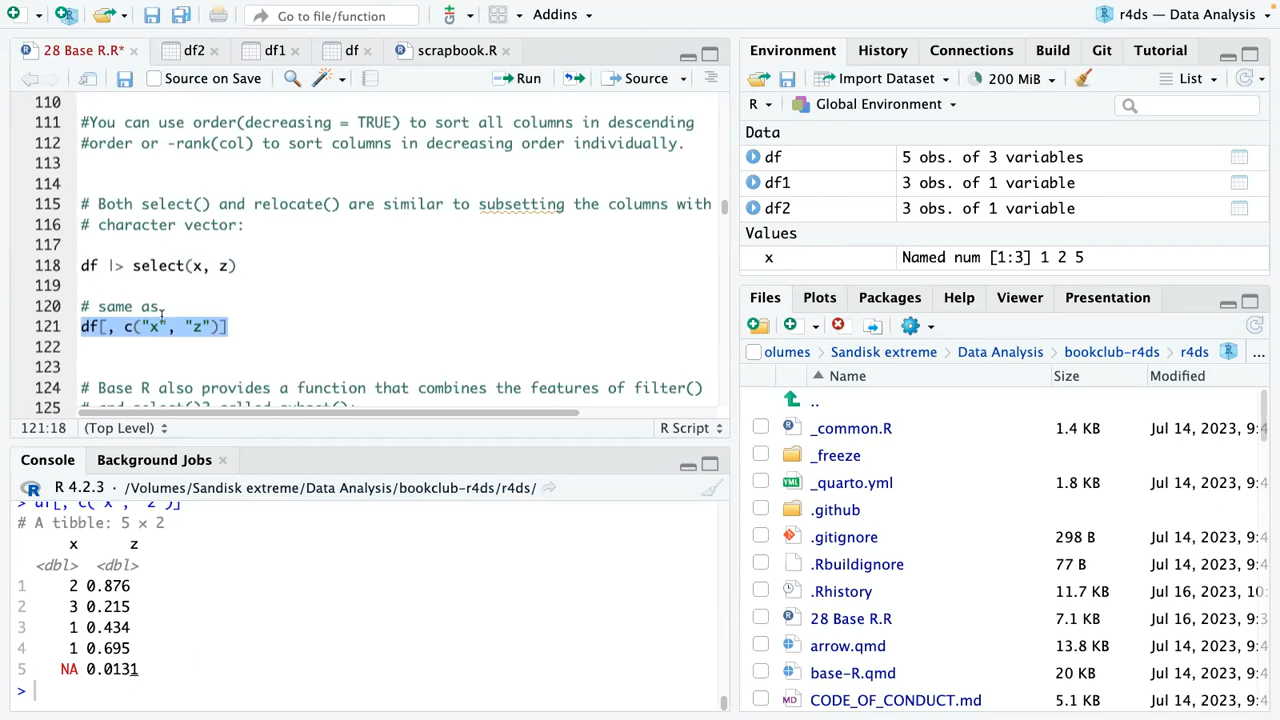 Go to file/function
Addins
r4ds — Data Analysis
28 Base R.R*
df2
df1
df
scrapbook.R
Source on Save
Run
Source
110
111 #You can use order(decreasing = TRUE) to sort all columns in descending
112 #order or -rank(col) to sort columns in decreasing order individually.
113
114
115 # Both select() and relocate() are similar to subsetting the columns with
116 # character vector:
117
118 df |> select(x, z)
119
120 # same as
121 df[, c("x", "z")]
122
123
124 # Base R also provides a function that combines the features of filter()
125 # and select()? called subset():
121:18
(Top Level)
R Script
Console
Background Jobs
R 4.2.3 · /Volumes/Sandisk extreme/Data Analysis/bookclub-r4ds/r4ds/
> df[, c("x", "z")]
# A tibble: 5 × 2
x z
<dbl> <dbl>
1 2 0.876
2 3 0.215
3 1 0.434
4 1 0.695
5 NA 0.0131
>
Environment
History
Connections
Build
Git
Tutorial
Import Dataset
200 MiB
List
R
Global Environment
Data
df 5 obs. of 3 variables
df1 3 obs. of 1 variable
df2 3 obs. of 1 variable
Values
x Named num [1:3] 1 2 5
Files
Plots
Packages
Help
Viewer
Presentation
olumes
Sandisk extreme
Data Analysis
bookclub-r4ds
r4ds
...
Name Size Modified
..
_common.R 1.4 KB Jul 14, 2023, 9:4
_freeze
_quarto.yml 1.8 KB Jul 14, 2023, 9:4
.github
.gitignore 298 B Jul 14, 2023, 9:4
.Rbuildignore 77 B Jul 14, 2023, 9:4
.Rhistory 11.7 KB Jul 16, 2023, 10:
28 Base R.R 7.1 KB Jul 16, 2023, 9:
arrow.qmd 13.8 KB Jul 14, 2023, 9:4
base-R.qmd 20 KB Jul 14, 2023, 9:4
CODE_OF_CONDUCT.md 5.1 KB Jul 14, 2023, 9:4